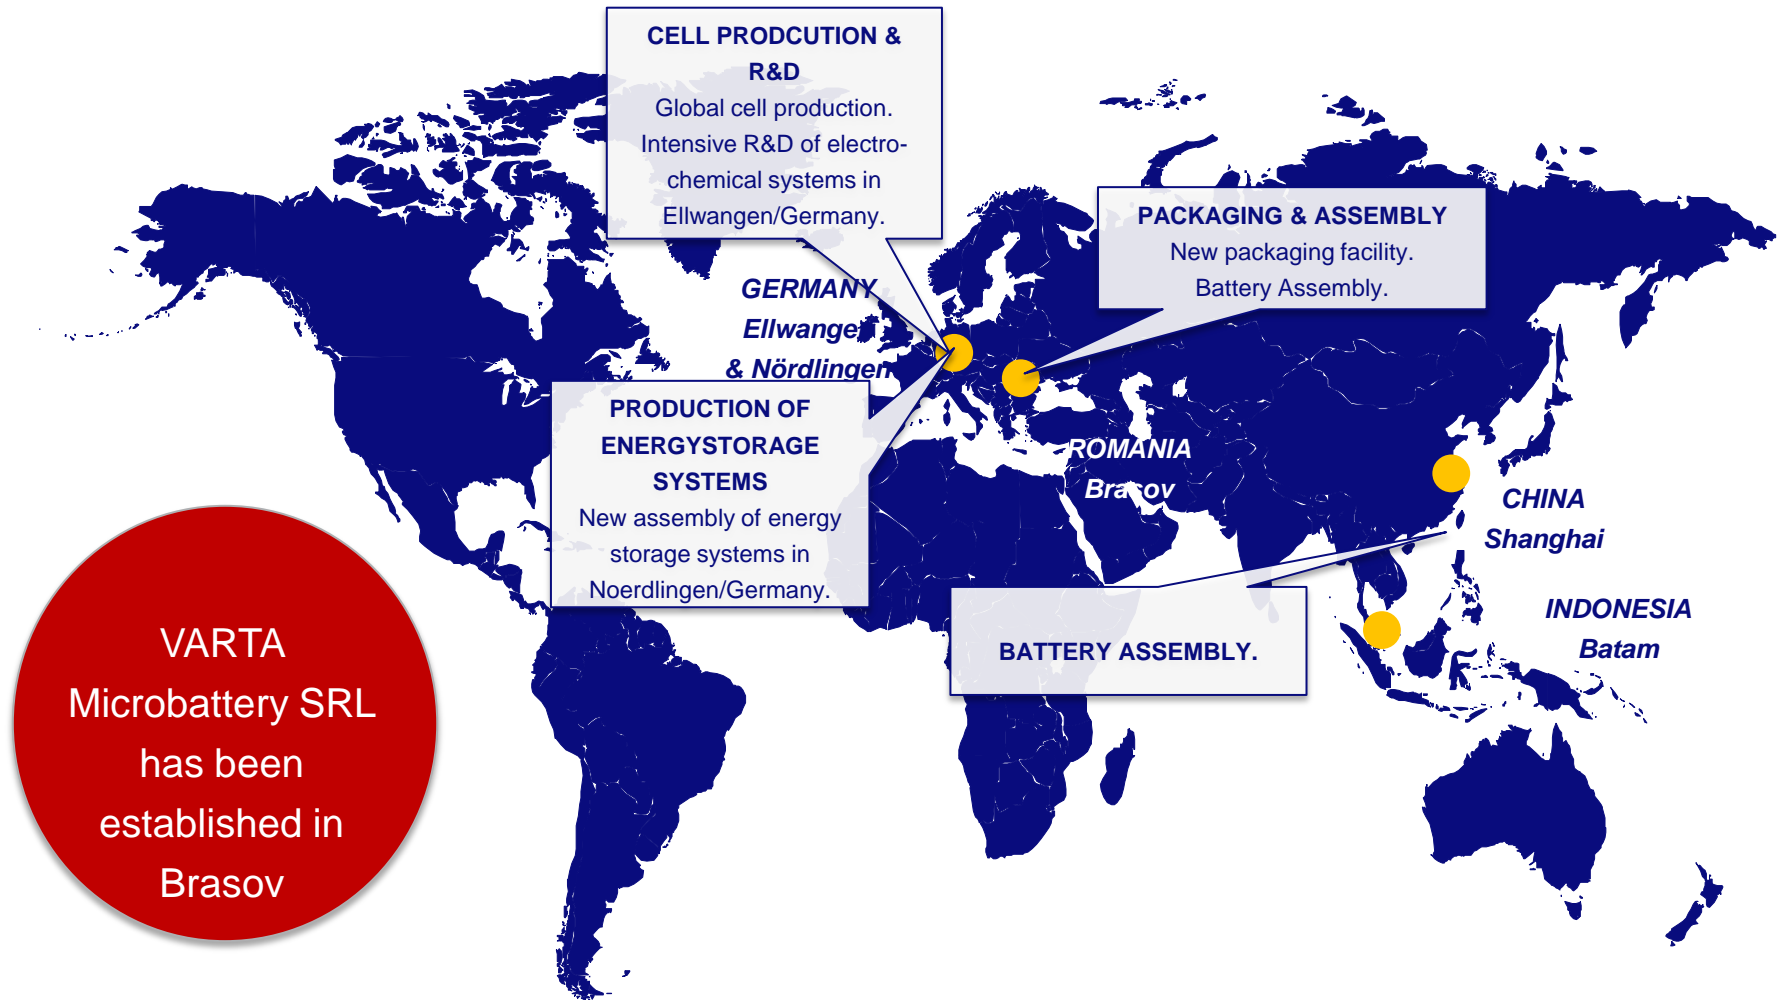 CELL PRODCUTION &
R&D
Global cell production.
Intensive R&D of electro-
chemical systems in
Ellwangen/Germany.
PACKAGING & ASSEMBLY
New packaging facility.
Battery Assembly.
GERMANY
Ellwangen
& Nördlingen
PRODUCTION OF
ENERGYSTORAGE
SYSTEMS
New assembly of energy
storage systems in
Noerdlingen/Germany.
ROMANIA
Brasov
CHINA
Shanghai
INDONESIA
Batam
BATTERY ASSEMBLY.
VARTA
Microbattery SRL
has been
established in
Brasov